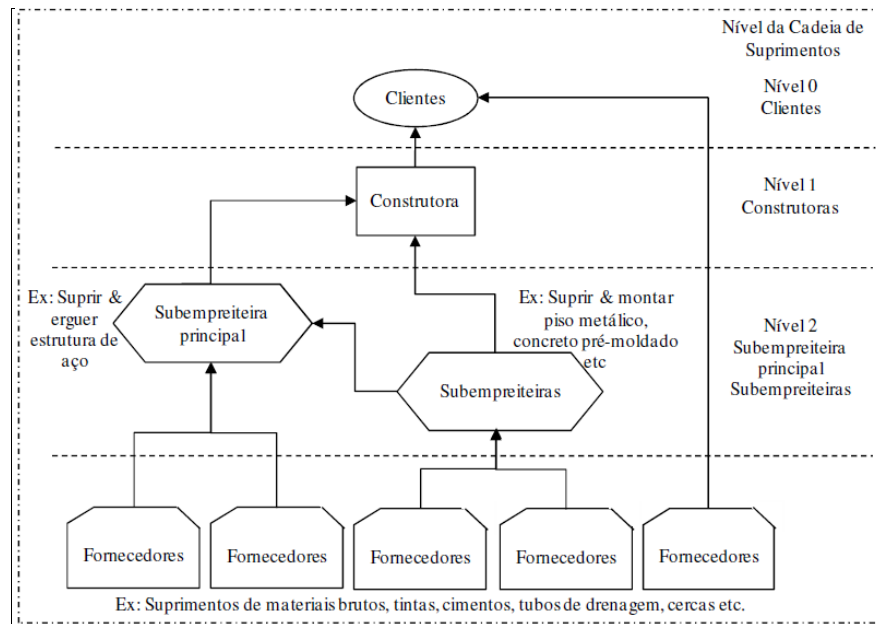 Nível da Cadeia de
Suprimentos
Nível 0
Clientes
Clientes
Construtora
Nível 1
Construtoras
Ex: Suprir &
erguer
estrutura de
aço
Subempreiteira
principal
Ex: Suprir & montar
piso metálico,
concreto pré-moldado
etc
Subempreiteiras
Nível 2
Subempreiteira
principal
Subempreiteiras
Fornecedores
Fornecedores
Fornecedores
Fornecedores
Fornecedores
Ex: Suprimentos de materiais brutos, tintas, cimentos, tubos de drenagem, cercas etc.